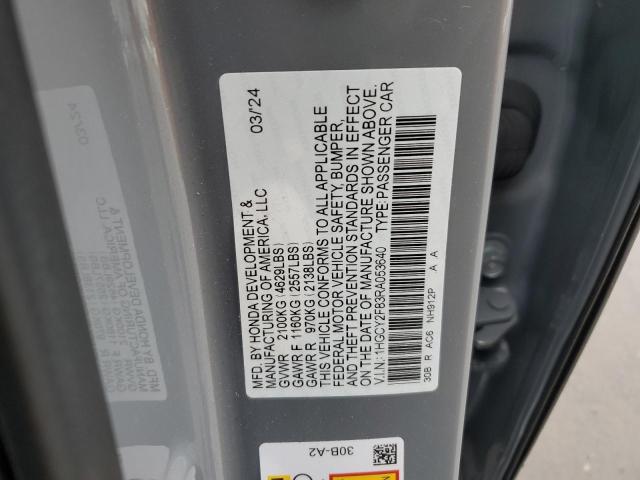 MFD. BY HONDA DEVELOPMENT & 03/24
MANUFACTURING OF AMERICA, LLC
GVWR 2100KG (4629LBS)
GAWR F 1160KG (2557LBS)
GAWR R 970KG (2138LBS)
THIS VEHICLE CONFORMS TO ALL APPLICABLE
FEDERAL MOTOR VEHICLE SAFETY, BUMPER,
AND THEFT PREVENTION STANDARDS IN EFFECT
ON THE DATE OF MANUFACTURE SHOWN ABOVE.
V.I.N.: 1HGCY2F83RA053640 TYPE: PASSENGER CAR
30B R AC6 NH912P A A
30B-A2